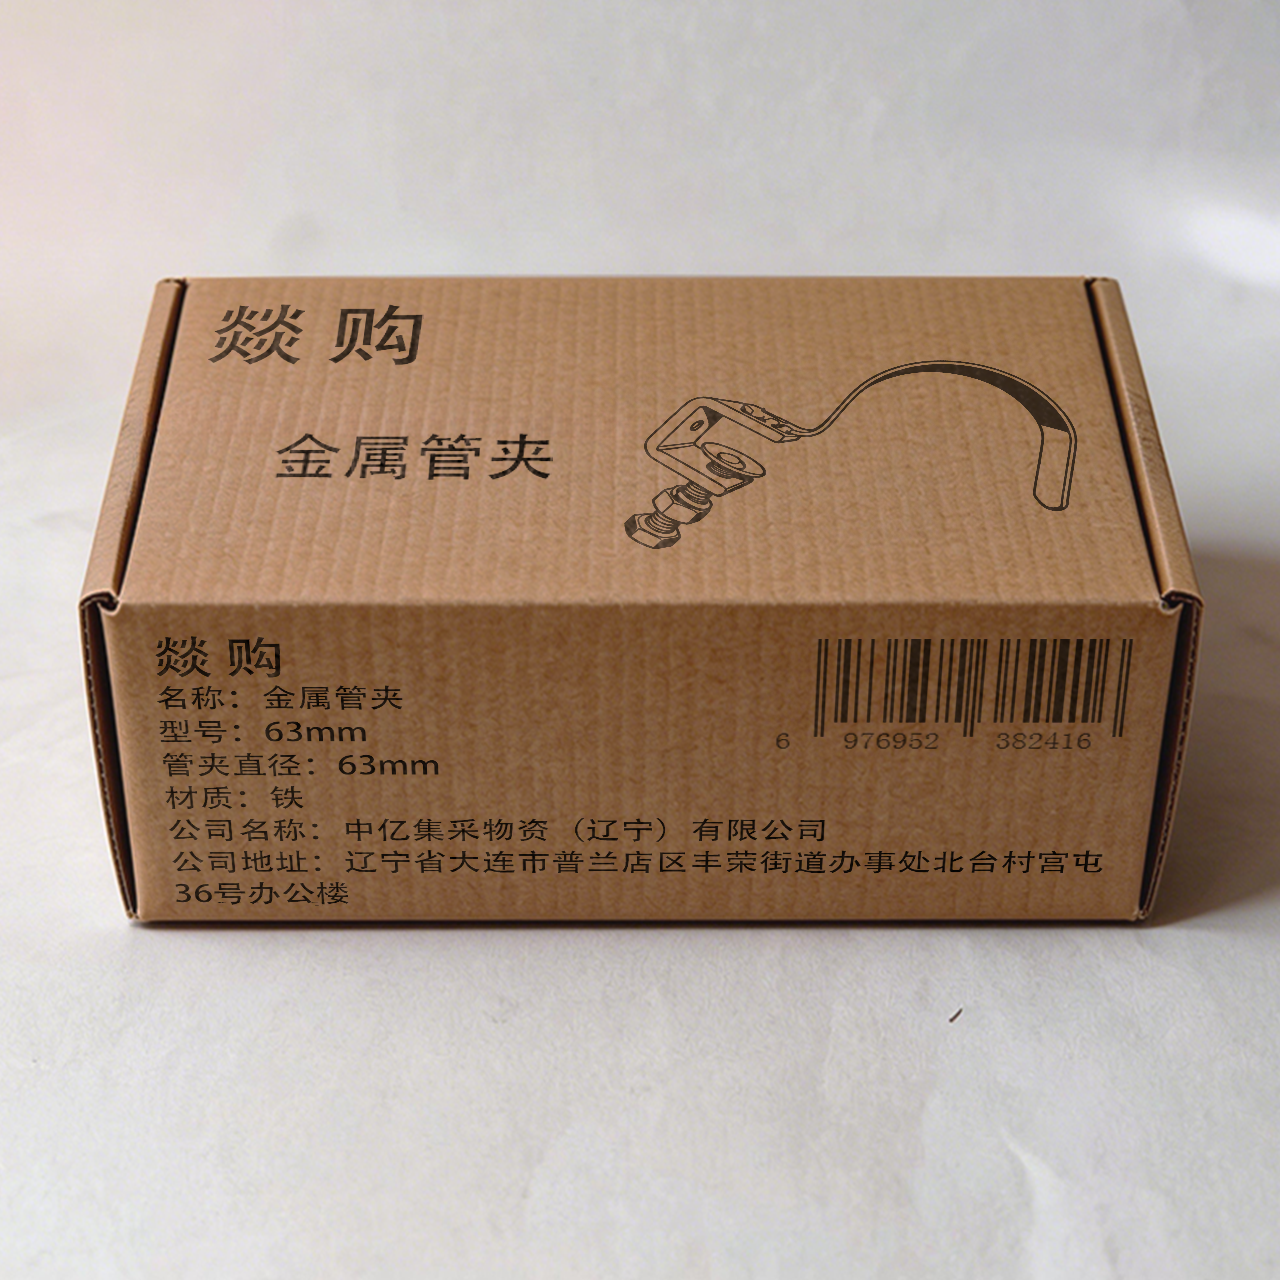 燚购
金属管夹
燚购
名称：金属管夹
型号：63mm
管夹直径：63mm
材质：铁
公司名称：中亿集采物资（辽宁）有限公司
公司地址：辽宁省大连市普兰店区丰荣街道办事处北台村宫屯
36号办公楼
6 976952 382416